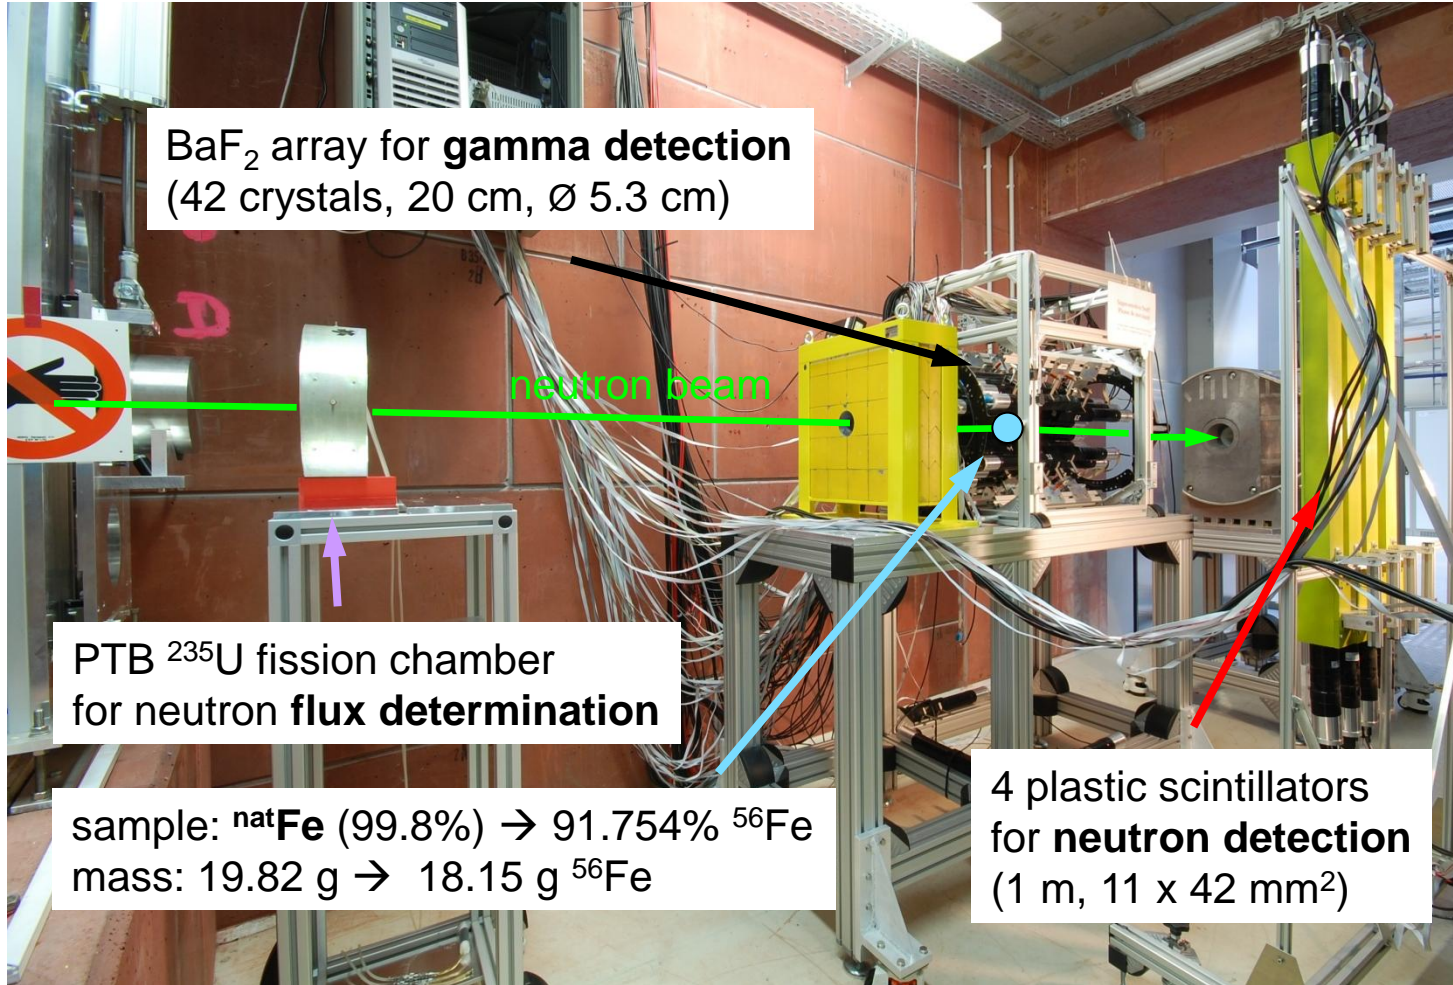 BaF₂ array for gamma detection
(42 crystals, 20 cm, Ø 5.3 cm)
D
neutron beam
PTB ²³⁵U fission chamber
for neutron flux determination
sample: ⁿᵃᵗFe (99.8%) → 91.754% ⁵⁶Fe
mass: 19.82 g → 18.15 g ⁵⁶Fe
4 plastic scintillators
for neutron detection
(1 m, 11 x 42 mm²)